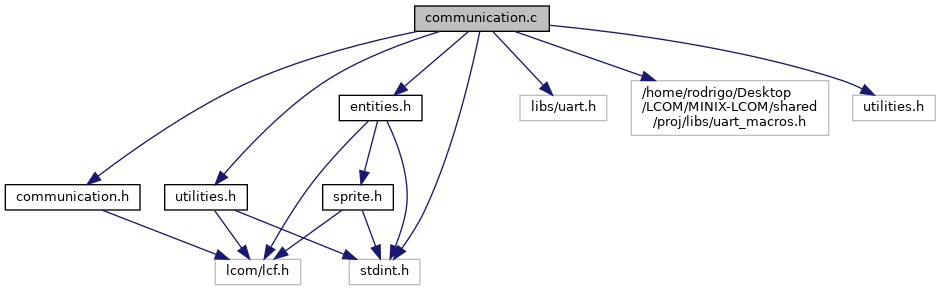 communication.c
entities.h
libs/uart.h
/home/rodrigo/Desktop
/LCOM/MINIX-LCOM/shared
/proj/libs/uart_macros.h
utilities.h
communication.h
utilities.h
sprite.h
lcom/lcf.h
stdint.h